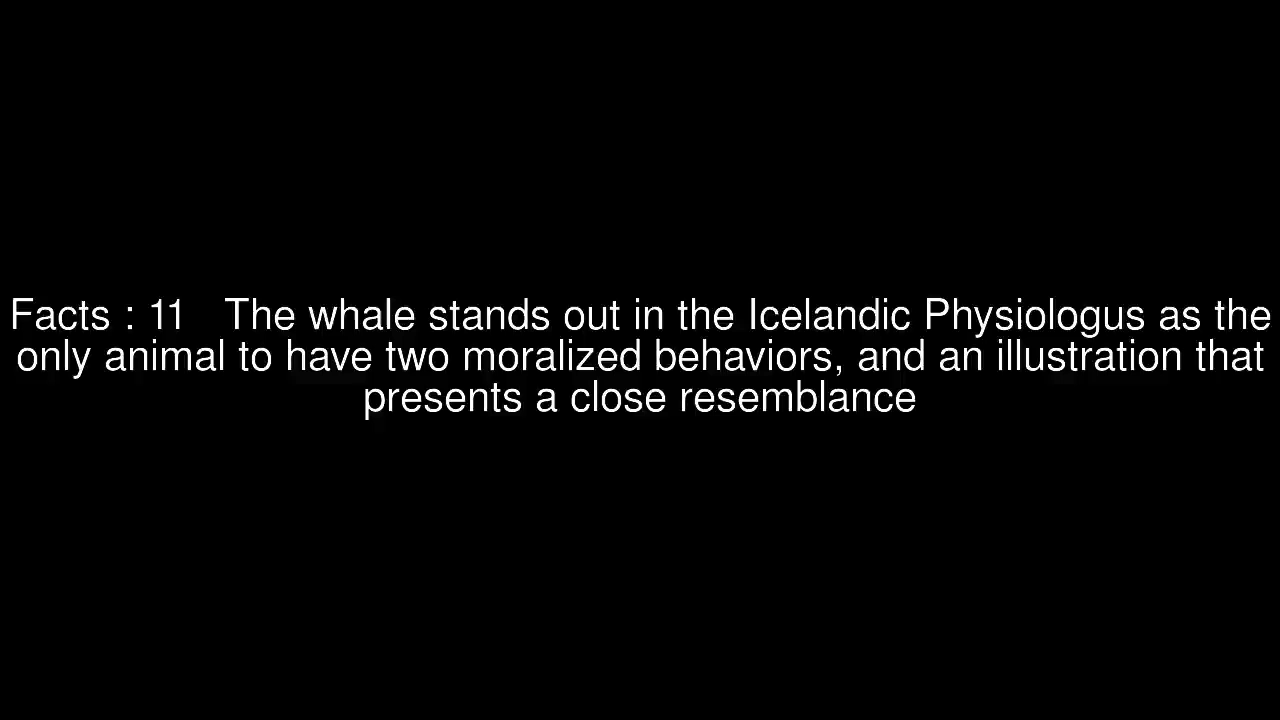 Facts : 11   The whale stands out in the Icelandic Physiologus as the
only animal to have two moralized behaviors, and an illustration that
presents a close resemblance